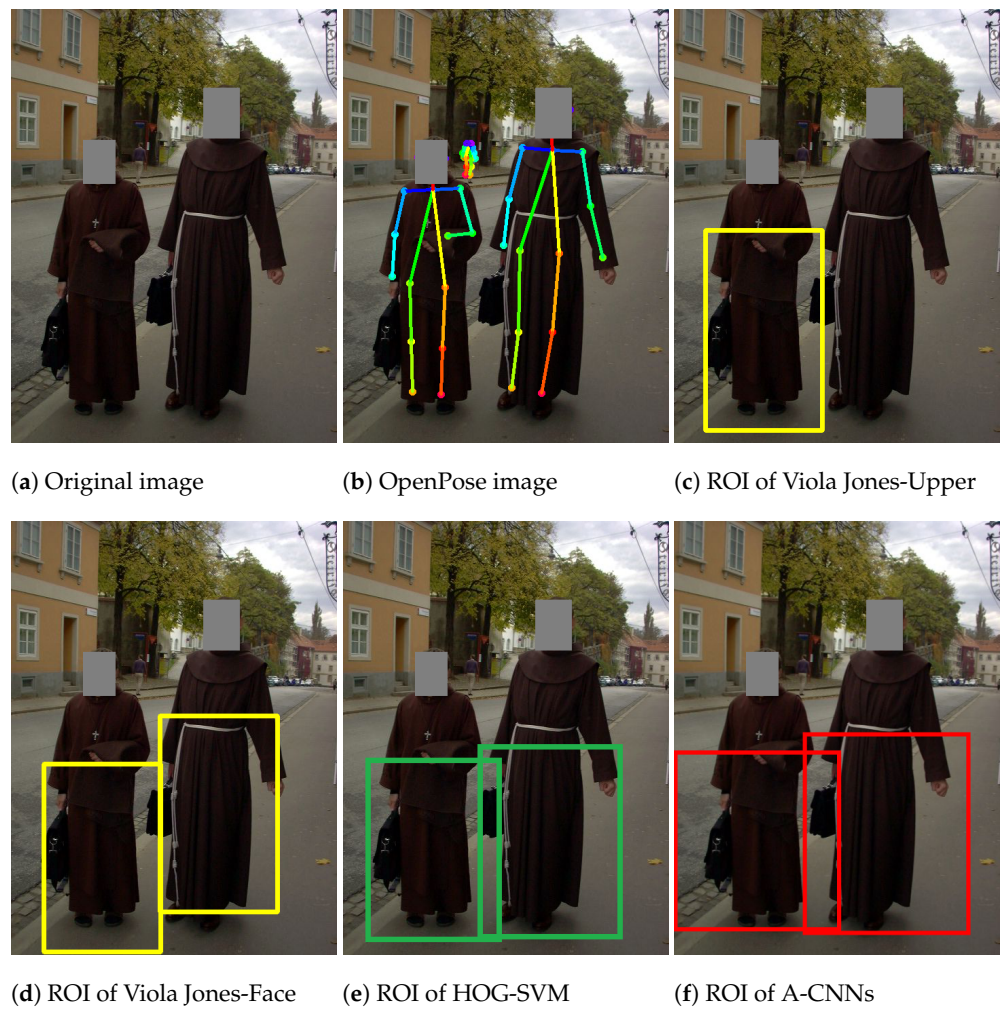 (a) Original image
(b) OpenPose image
(c) ROI of Viola Jones-Upper
(d) ROI of Viola Jones-Face
(e) ROI of HOG-SVM
(f) ROI of A-CNNs